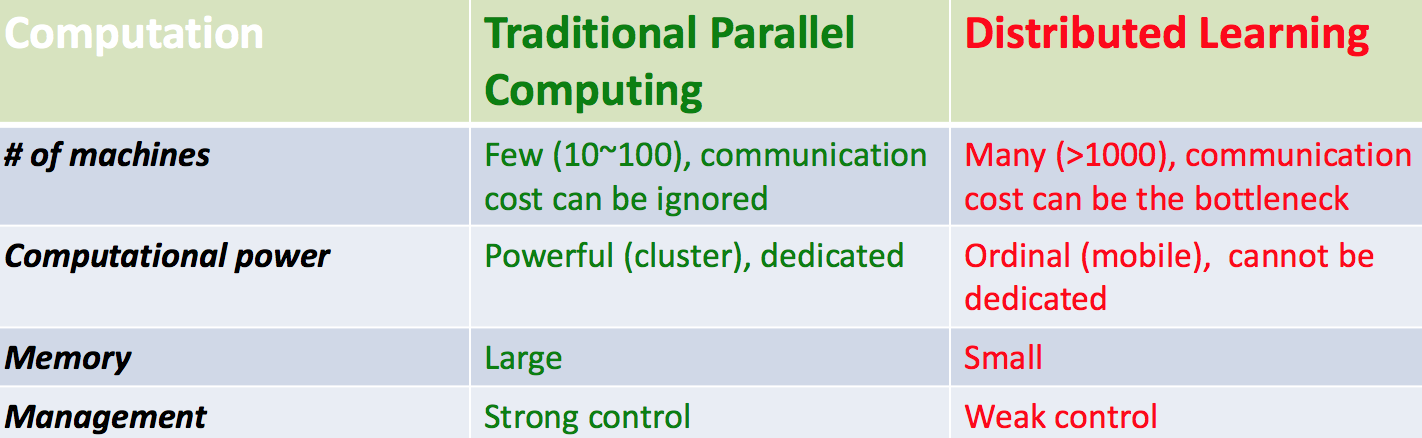 Computation
Traditional Parallel
Computing
Distributed Learning
# of machines
Few (10~100), communication
cost can be ignored
Many (>1000), communication
cost can be the bottleneck
Computational power
Powerful (cluster), dedicated
Ordinal (mobile), cannot be
dedicated
Memory
Large
Small
Management
Strong control
Weak control